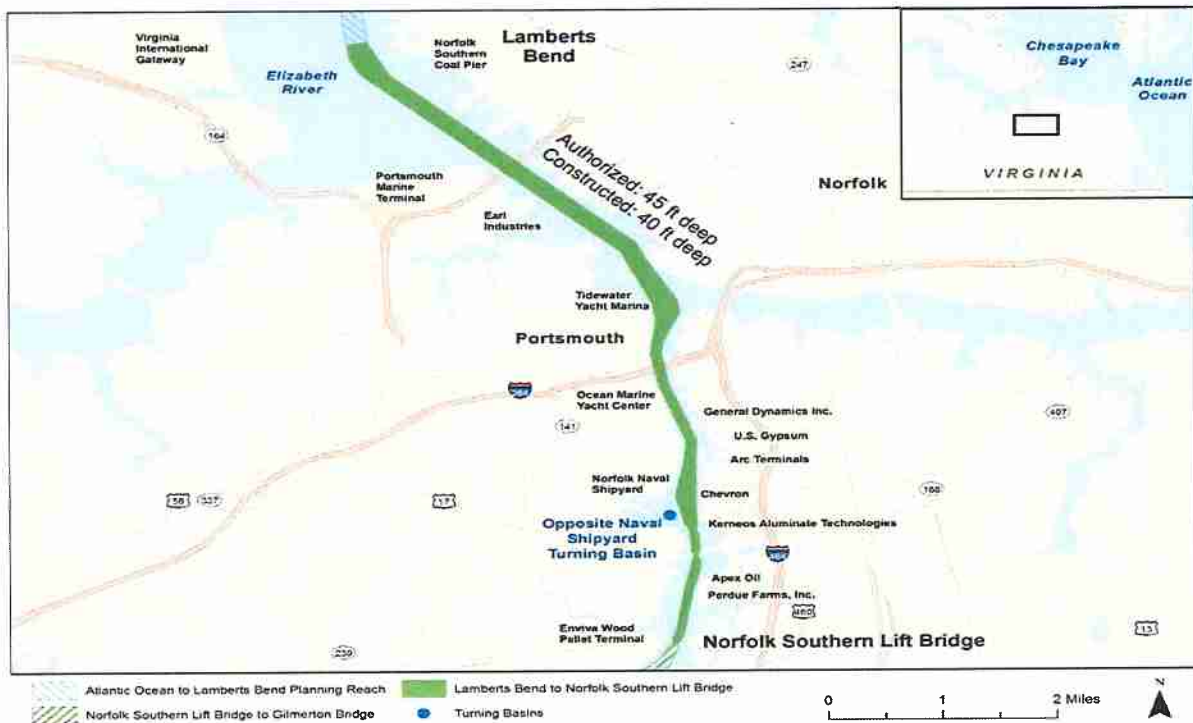 Virginia
International
Gateway
Norfolk
Southern
Coal Pier
Lamberts
Bend
Elizabeth
River
247
Chesapeake
Bay
Atlantic
Ocean
VIRGINIA
164
Authorized: 45 ft deep
Constructed: 40 ft deep
Portsmouth
Marine
Terminal
Norfolk
Earl
Industries
Tidewater
Yacht Marina
Portsmouth
264
Ocean Marine
Yacht Center
141
General Dynamics Inc.
407
U.S. Gypsum
Arc Terminals
Norfolk Naval
Shipyard
58
337
17
Chevron
168
Opposite Naval
Shipyard
Turning Basin
Kerneos Aluminate Technologies
464
Apex Oil
Perdue Farms, Inc.
460
Enviva Wood
Pellet Terminal
Norfolk Southern Lift Bridge
13
239
Atlantic Ocean to Lamberts Bend Planning Reach
Lamberts Bend to Norfolk Southern Lift Bridge
Norfolk Southern Lift Bridge to Gilmerton Bridge
Turning Basins
0 1 2 Miles
N